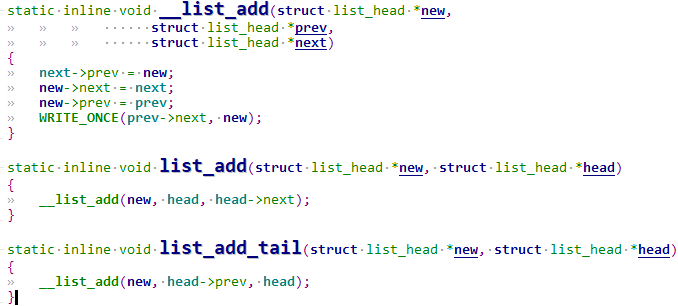 static inline void __list_add(struct list_head *new,
» » » ······struct list_head *prev,
» » » ······struct list_head *next)
{
» next->prev = new;
» new->next = next;
» new->prev = prev;
» WRITE_ONCE(prev->next, new);
}
static inline void list_add(struct list_head *new, struct list_head *head)
{
» __list_add(new, head, head->next);
}
static inline void list_add_tail(struct list_head *new, struct list_head *head)
{
» __list_add(new, head->prev, head);
}